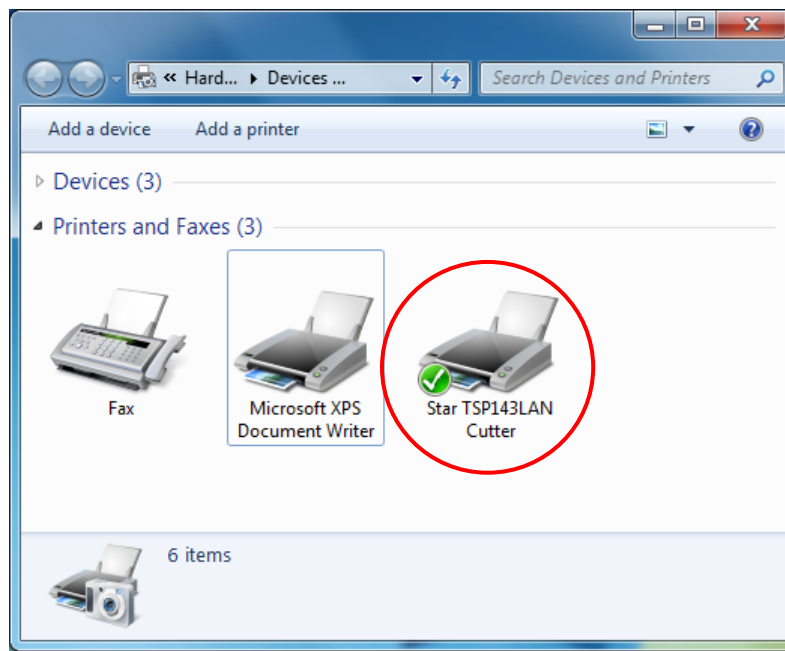 « Hard... ▸ Devices ...
Search Devices and Printers
Add a device Add a printer
Devices (3)
Printers and Faxes (3)
Fax
Microsoft XPS
Document Writer
Star TSP143LAN
Cutter
6 items